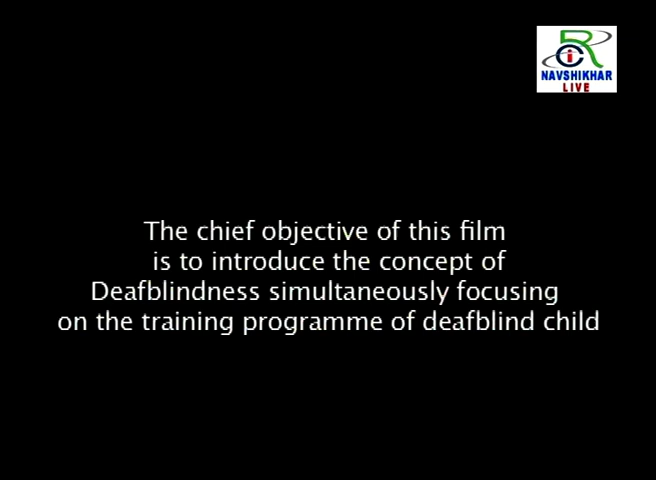 RCI
NAVSHIKHAR
LIVE
The chief objective of this film
is to introduce the concept of
Deafblindness simultaneously focusing
on the training programme of deafblind child